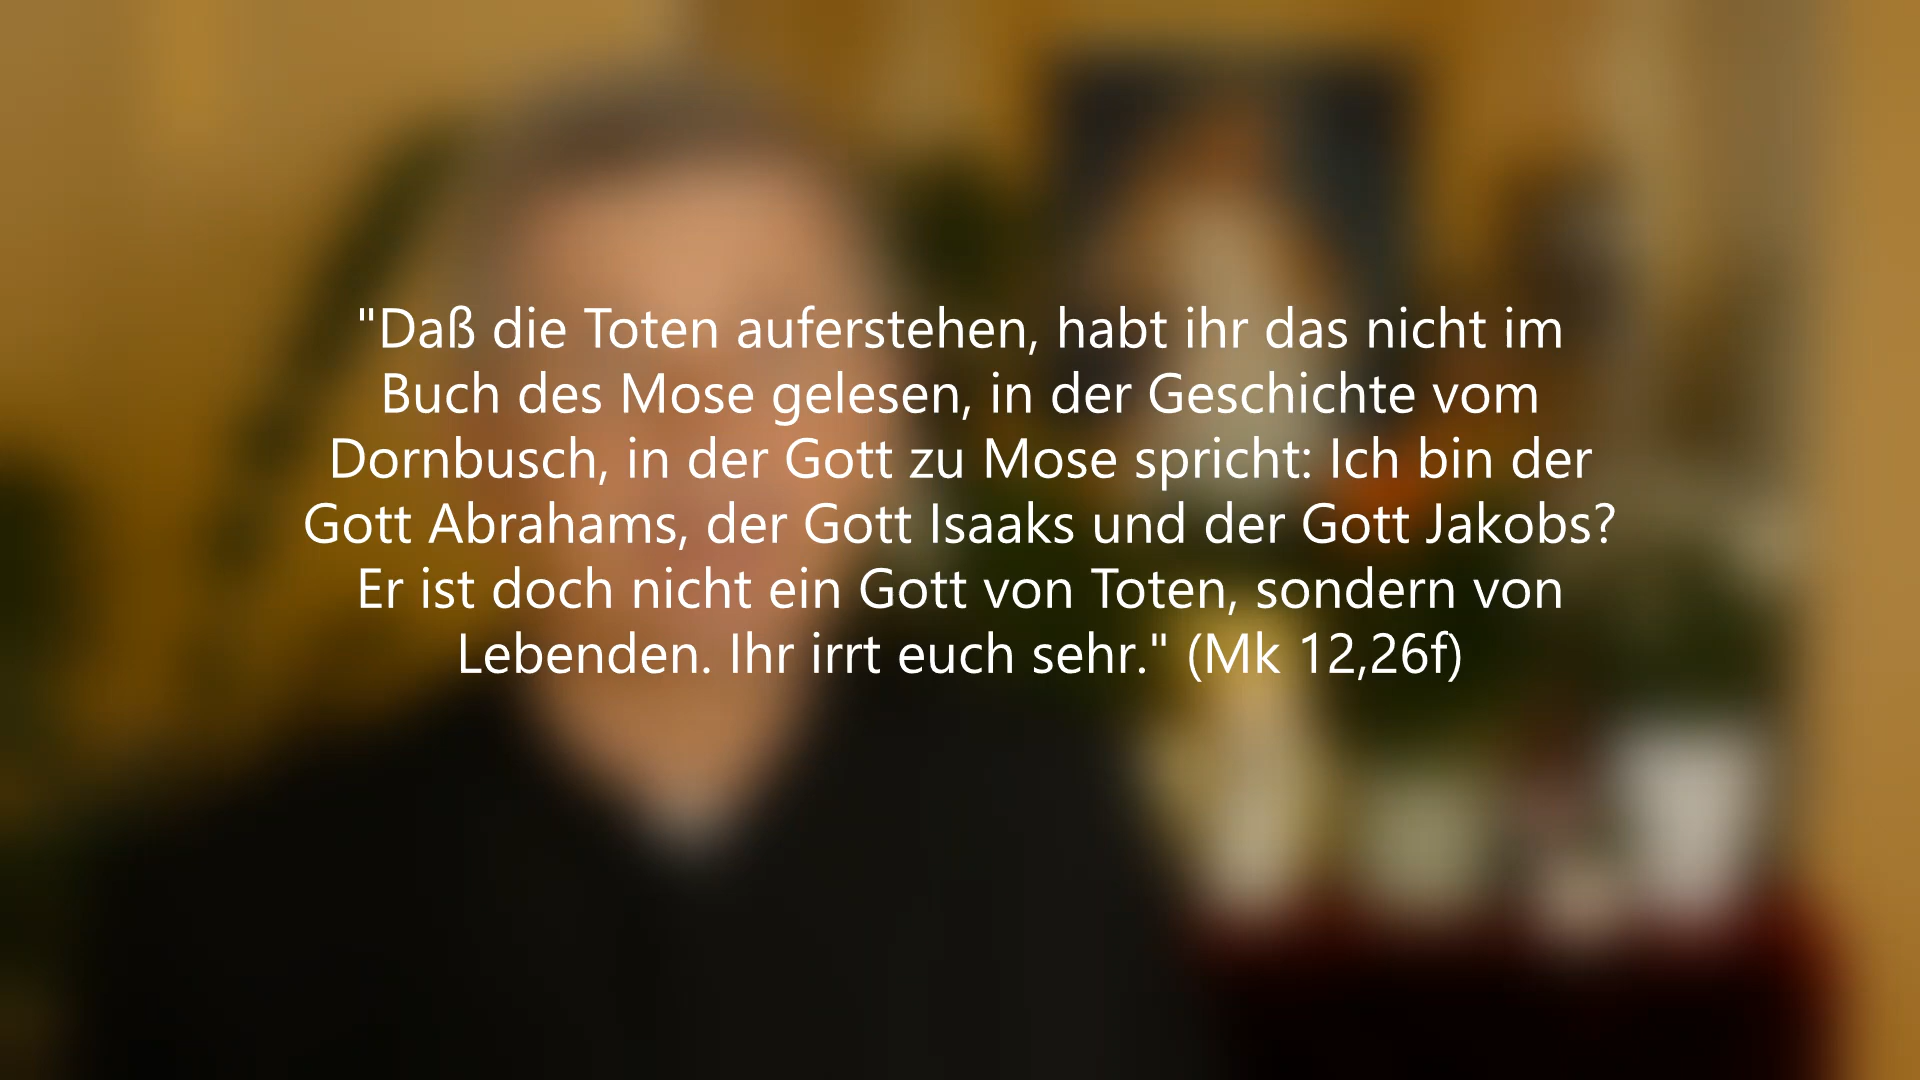 "Daß die Toten auferstehen, habt ihr das nicht im
Buch des Mose gelesen, in der Geschichte vom
Dornbusch, in der Gott zu Mose spricht: Ich bin der
Gott Abrahams, der Gott Isaaks und der Gott Jakobs?
Er ist doch nicht ein Gott von Toten, sondern von
Lebenden. Ihr irrt euch sehr." (Mk 12,26f)